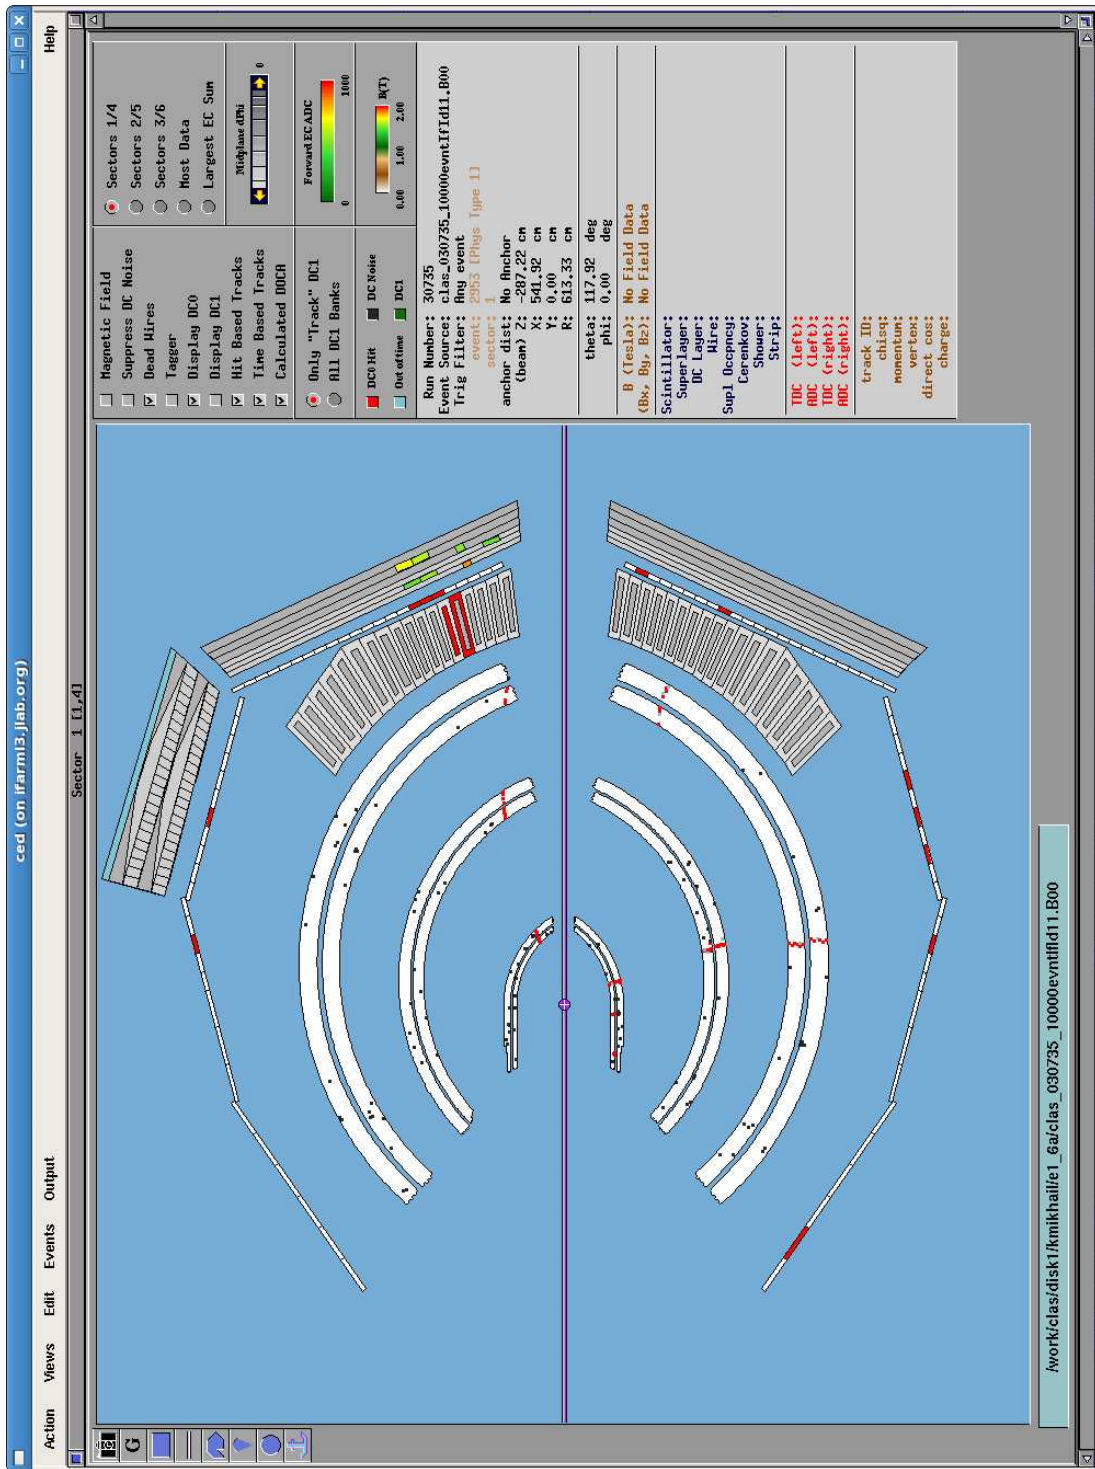 ced (on ifarml3.jlab.org)
Action Views Edit Events Output Help
Sector 1 [1,4]
G
Magnetic Field
Suppress DC Noise
Dead Wires
Tagger
Display DC0
Display DC1
Hit Based Tracks
Time Based Tracks
Calculated DOCA
Sectors 1/4
Sectors 2/5
Sectors 3/6
Most Data
Largest EC Sum
Midplane dPhi
0
Only "Track" DC1
All DC1 Banks
Forward EC ADC
0 1000
DC0 Hit DC Noise
Out of time DC1
B(T)
0.00 1.00 2.00
Run Number: 30735
Event Source: clas_030735_10000evntIfId11.B00
Trig Filter: Any event
event: 2953 [Phys Type 1]
sector: 1
anchor dist: No Anchor
(beam) Z: -287.22 cm
X: 541.92 cm
Y: 0.00 cm
R: 613.33 cm
theta: 117.92 deg
phi: 0.00 deg
B (Tesla): No Field Data
(Bx, By, Bz): No Field Data
Scintillator:
Superlayer:
DC Layer:
Wire:
Supl Occpncy:
Cerenkov:
Shower:
Strip:
TDC (left):
ADC (left):
TDC (right):
ADC (right):
track ID:
chisq:
momentum:
vertex:
direct cos:
charge:
/work/clas/disk1/kmikhail/e1_6a/clas_030735_10000evntIfId11.B00